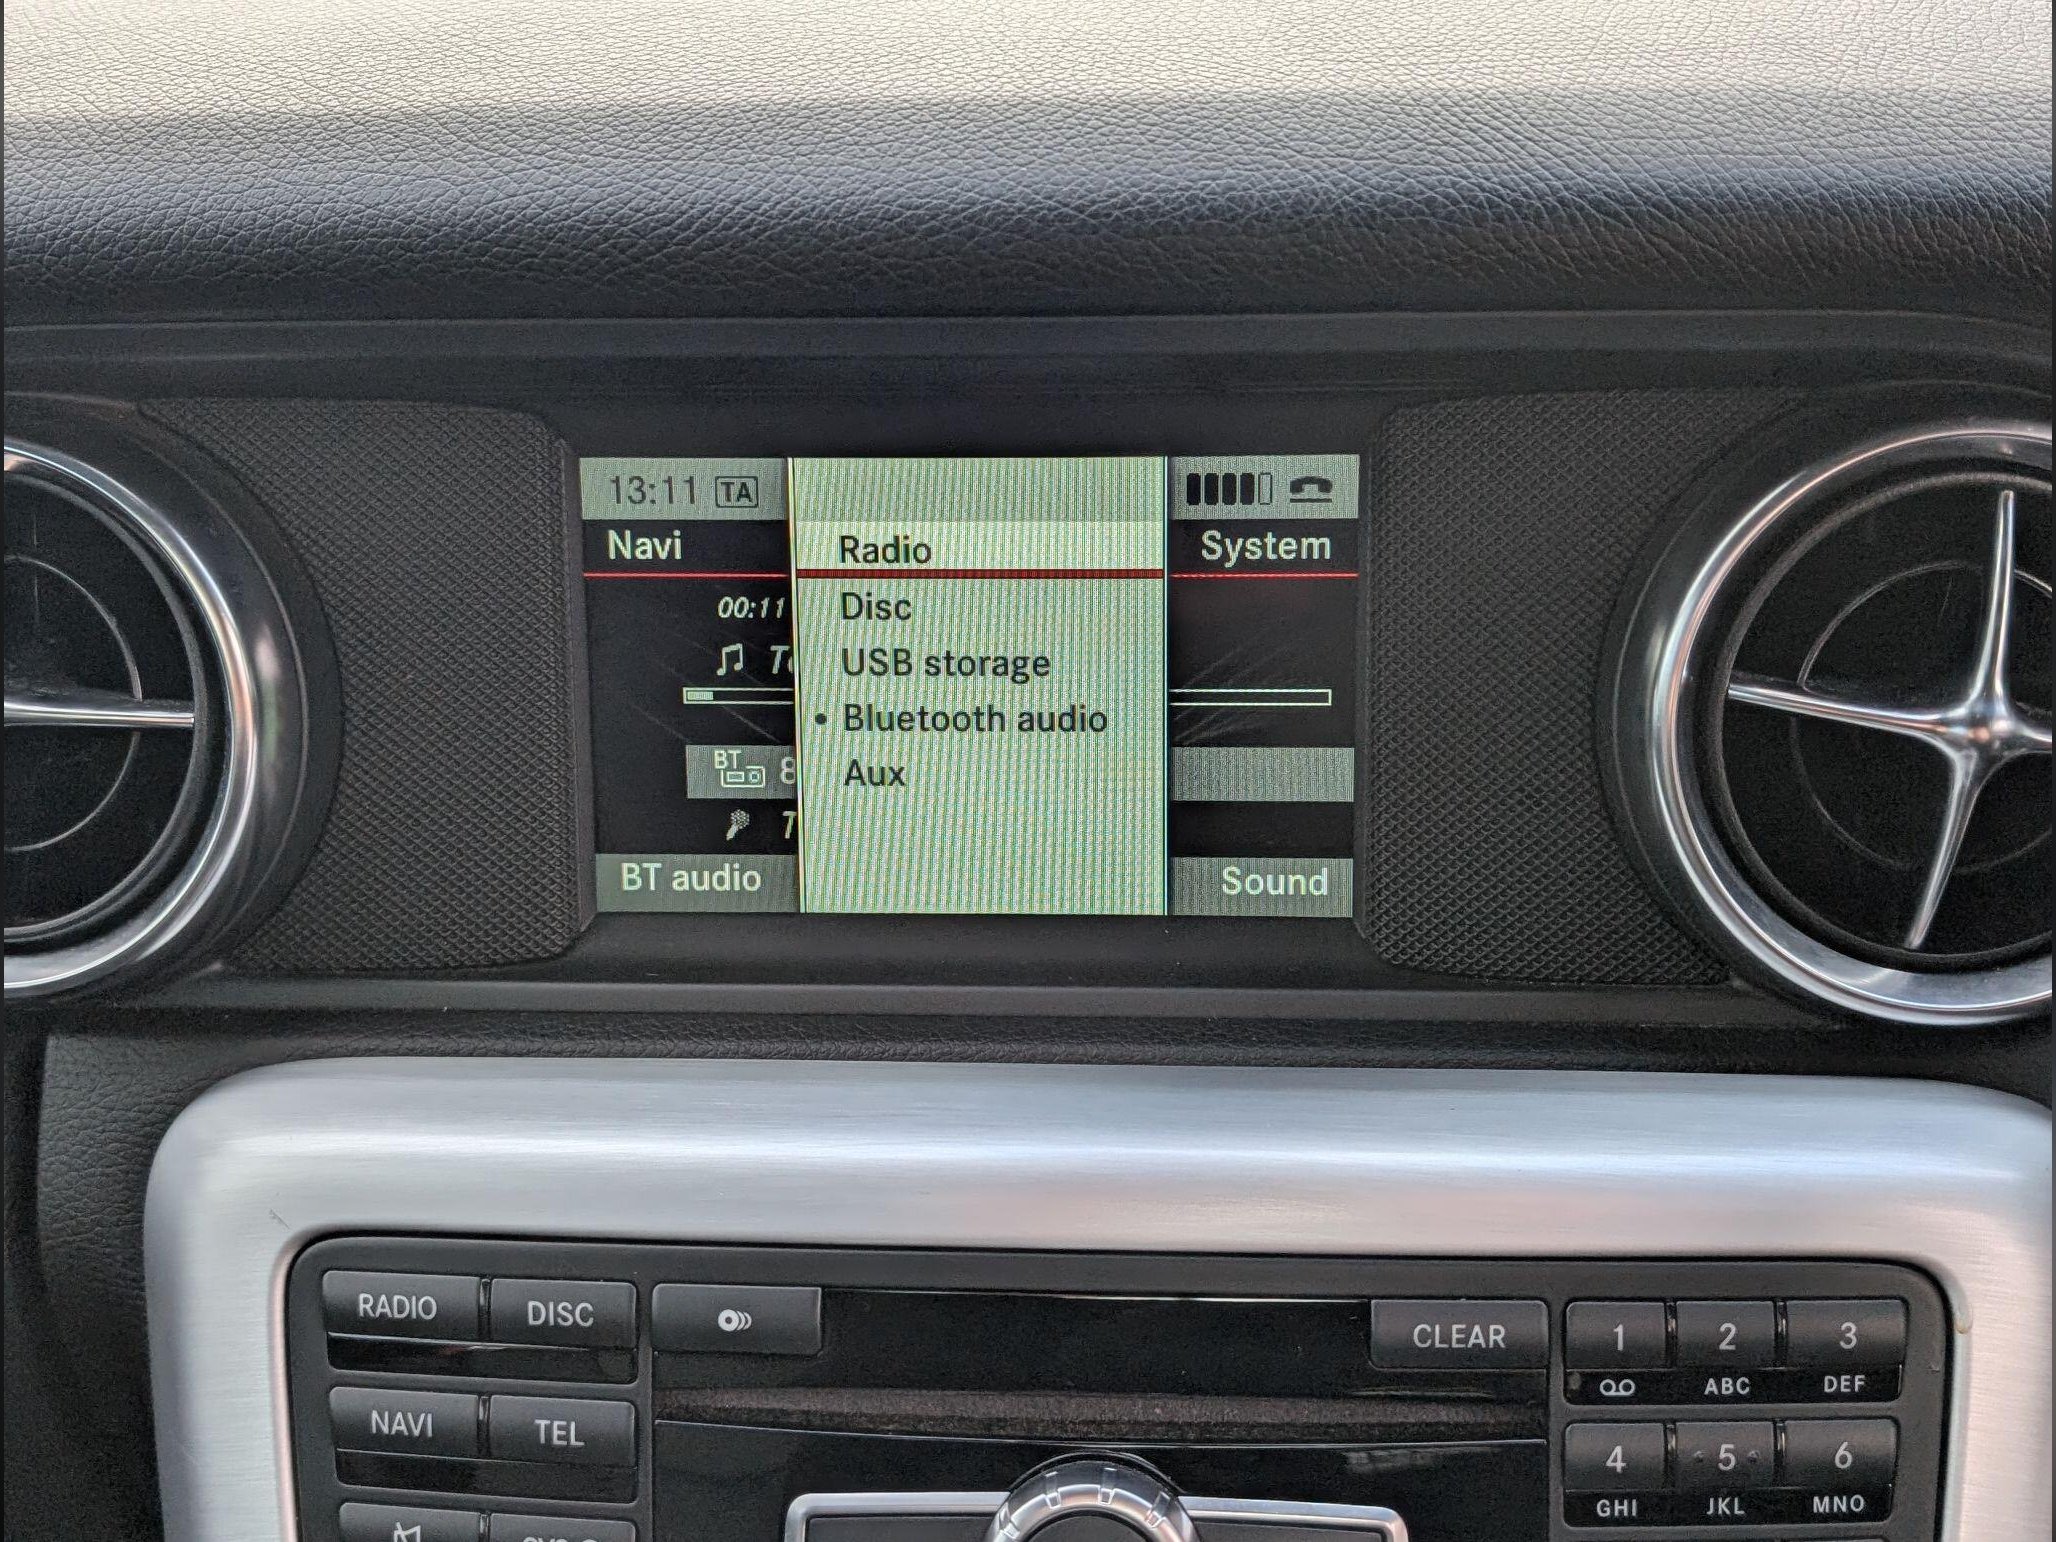 13:11 TA
Navi
Radio
System
00:11
Disc
USB storage
• Bluetooth audio
BT
Aux
BT audio
Sound
RADIO
DISC
CLEAR
1
2
3
ABC
DEF
NAVI
TEL
4
5
6
GHI
JKL
MNO